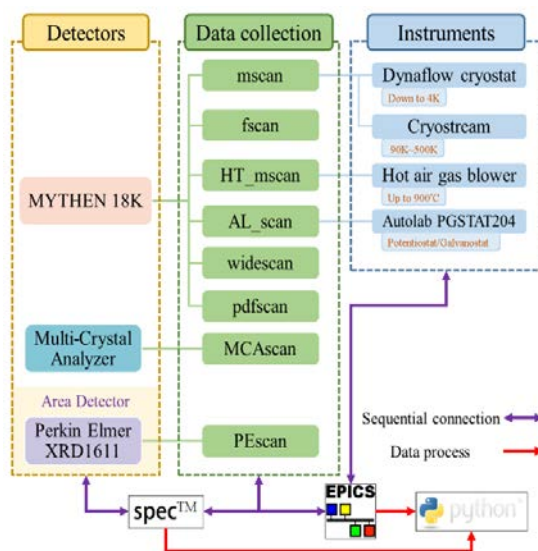 Detectors
Data collection
Instruments
mscan
Dynaflow cryostat
Down to 4K
fscan
Cryostream
90K~500K
MYTHEN 18K
HT_mscan
Hot air gas blower
Up to 900℃
AL_scan
Autolab PGSTAT204
Potentiostat/Galvanostat
widescan
pdfscan
Multi-Crystal
Analyzer
MCAscan
Area Detector
Perkin Elmer
XRD1611
PEscan
Sequential connection
Data process
spec™
EPICS
python™